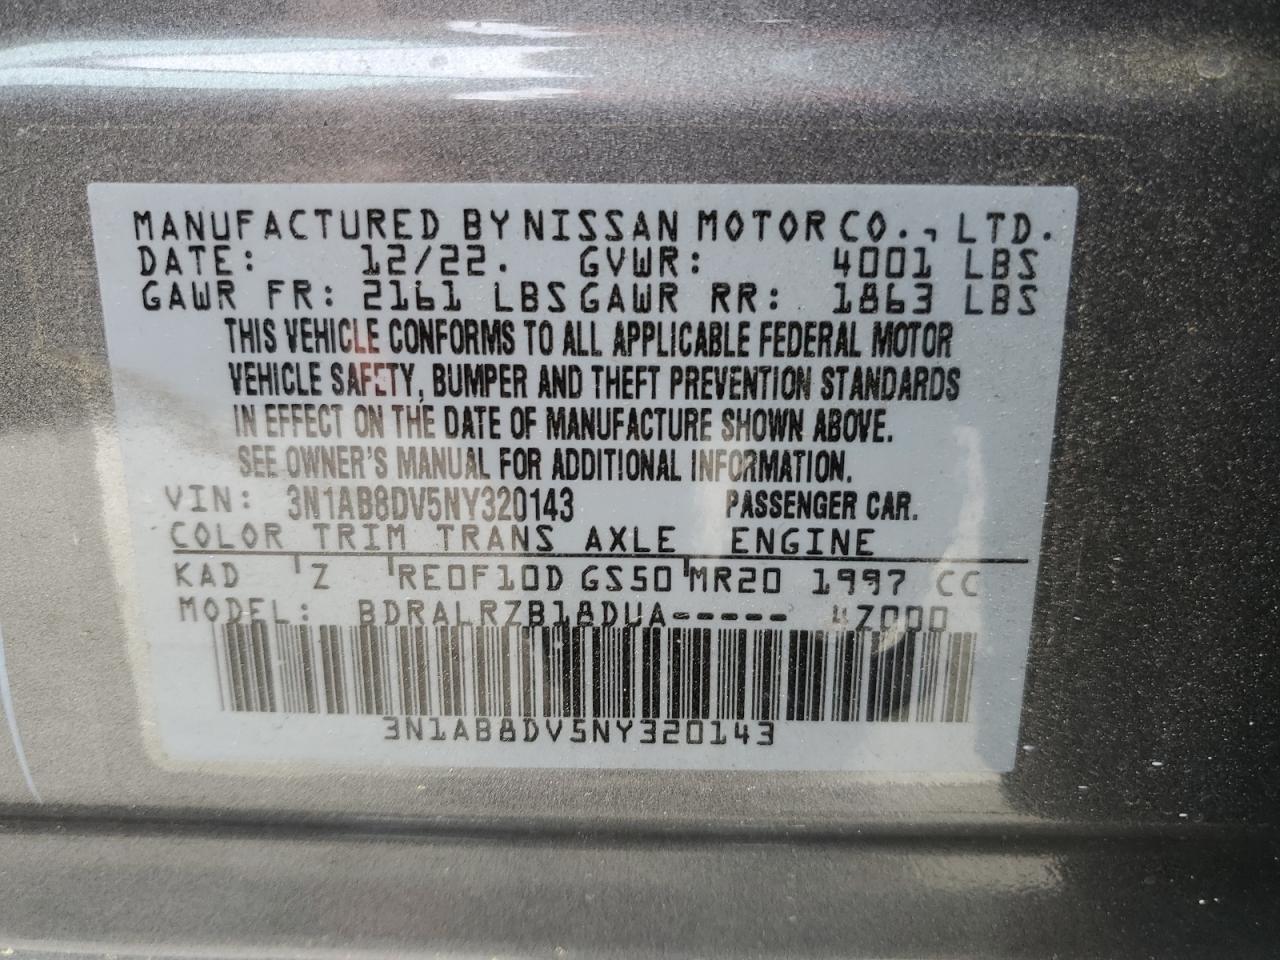 MANUFACTURED BY NISSAN MOTOR CO., LTD.
DATE: 12/22. GVWR: 4001 LBS
GAWR FR: 2161 LBS GAWR RR: 1863 LBS
THIS VEHICLE CONFORMS TO ALL APPLICABLE FEDERAL MOTOR
VEHICLE SAFETY, BUMPER AND THEFT PREVENTION STANDARDS
IN EFFECT ON THE DATE OF MANUFACTURE SHOWN ABOVE.
SEE OWNER'S MANUAL FOR ADDITIONAL INFORMATION.
VIN: 3N1AB8DV5NY320143 PASSENGER CAR.
COLOR TRIM TRANS AXLE ENGINE
KAD Z RE0F10D GS50 MR20 1997 CC
MODEL: BDRALRZB18DUA----- 4Z000
3N1AB8DV5NY320143